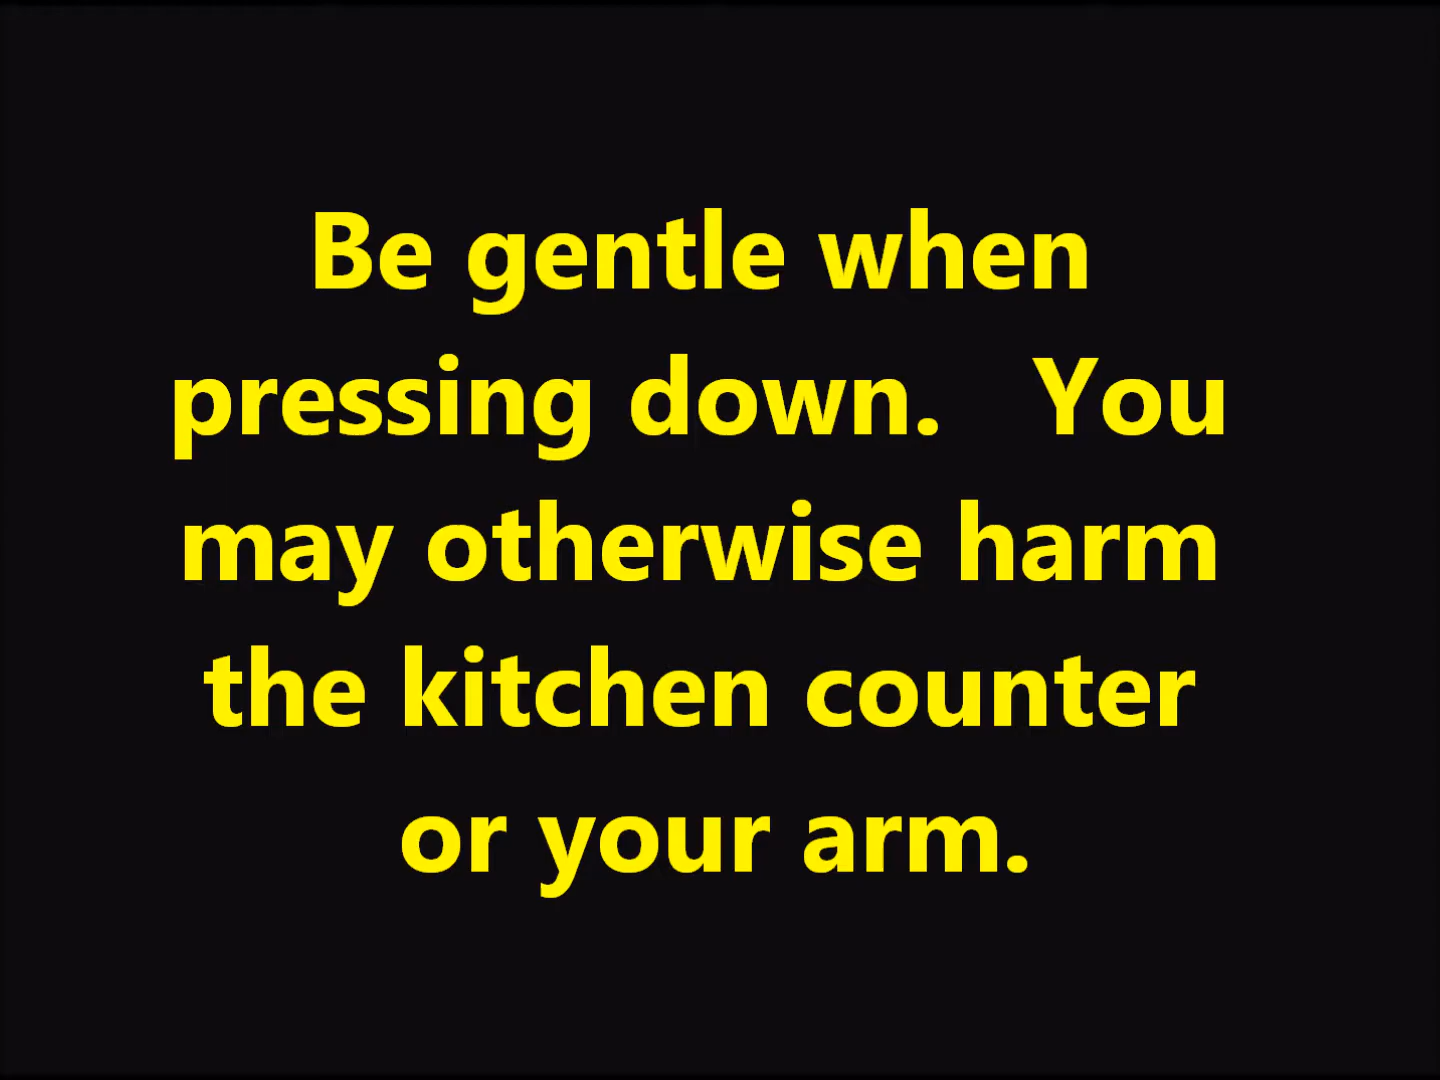 Be gentle when
pressing down.   You
may otherwise harm
the kitchen counter
or your arm.